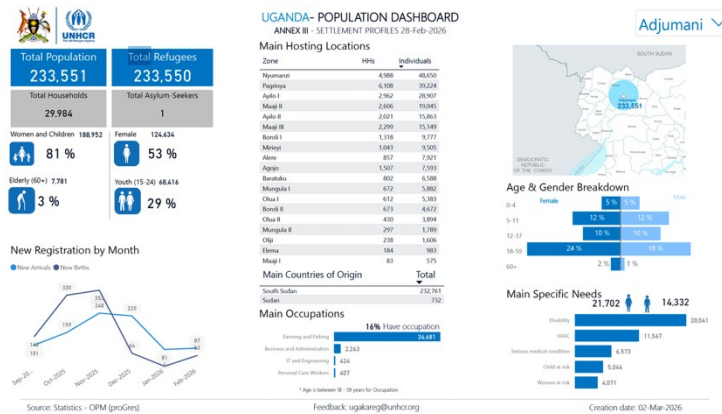 UGANDA- POPULATION DASHBOARD
ANNEX III - SETTLEMENT PROFILES 28-Feb-2026
Adjumani
UNHCR
Total Population
233,551
Total Refugees
233,550
Total Households
29,984
Total Asylum-Seekers
1
Women and Children 188,952
81 %
Female 124,634
53 %
Elderly (60+) 7,781
3 %
Youth (15-24) 68,416
29 %
New Registration by Month
New Arrivals New Births
330
353
159
248
235
101
64
81
87
Sep-20...
Oct-2025
Nov-2025
Dec-2025
Jan-2026
Feb-2026
Main Hosting Locations
Zone HHs Individuals
Nyumanzi 4,988 48,650
Pagrinya 6,108 39,224
Ayilo I 2,962 28,907
Maaji II 2,606 19,045
Ayilo II 2,021 15,863
Maaji III 2,299 15,149
Boroli I 1,318 9,777
Mirieyi 1,043 9,505
Alere 857 7,921
Agojo 1,507 7,593
Baratuku 802 6,588
Mungula I 672 5,882
Olua I 612 5,383
Boroli II 673 4,672
Olua II 430 3,894
Mungula II 297 1,789
Oliji 238 1,606
Elema 184 983
Maaji I 83 575
Main Countries of Origin Total
South Sudan 232,761
Sudan 732
Main Occupations
16% Have occupation
Farming and Fishing 26,681
Business and Administration 2,263
IT and Engineering 424
Personal Care Workers 407
* Age is between 18 - 59 years for Occupation
SOUTH SUDAN
Adjumani
233,551
DEMOCRATIC
REPUBLIC
OF THE CONGO
Age & Gender Breakdown
Female Male
0-4 5 % 5 %
5-11 12 % 12 %
12-17 10 % 10 %
18-59 24 % 18 %
60+ 2 % 1 %
Main Specific Needs
21,702 14,332
Disability 20,041
11,567
Serious medical condition 6,573
Child at risk 5,044
Woman at risk 4,071
Source: Statistics - OPM (proGres)
Feedback: ugakareg@unhcr.org
Creation date: 02-Mar-2026